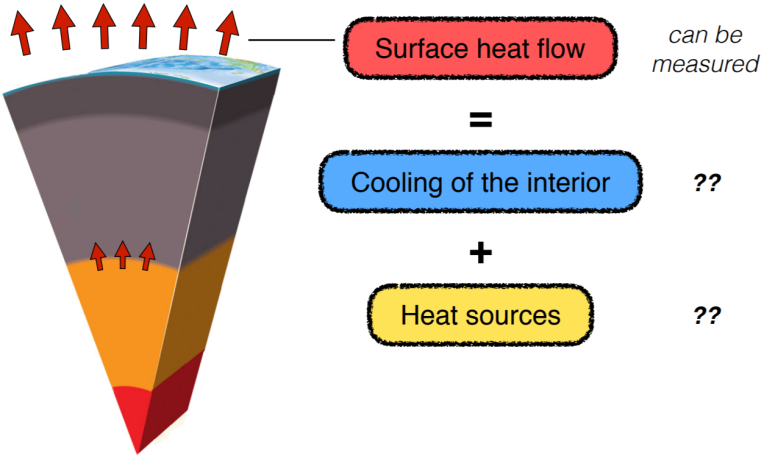 Surface heat flow
can be
measured
=
Cooling of the interior
??
+
Heat sources
??